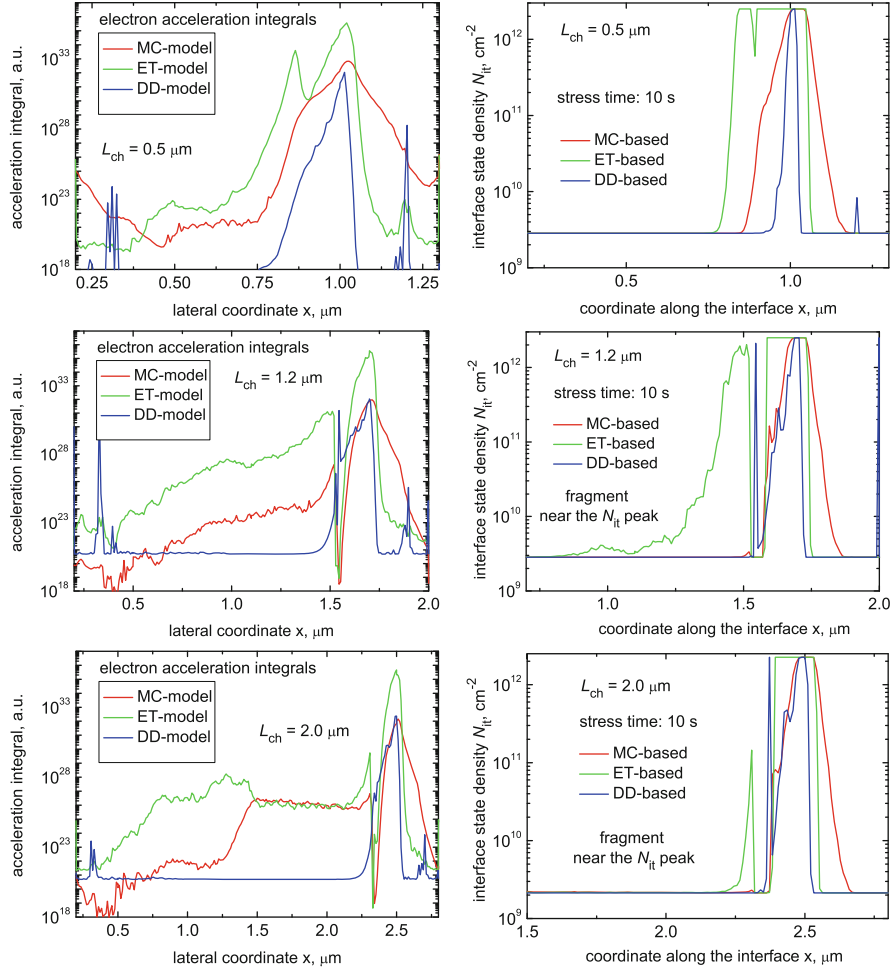 electron acceleration integrals
MC-model
ET-model
DD-model
L_ch = 0.5 μm
acceleration integral, a.u.
10^33
10^28
10^23
10^18
0.25 0.50 0.75 1.00 1.25
lateral coordinate x, μm
L_ch = 0.5 μm
stress time: 10 s
MC-based
ET-based
DD-based
interface state density N_it, cm^-2
10^12
10^11
10^10
10^9
0.5 1.0
coordinate along the interface x, μm
electron acceleration integrals
MC-model
ET-model
DD-model
L_ch = 1.2 μm
acceleration integral, a.u.
10^33
10^28
10^23
10^18
0.5 1.0 1.5 2.0
lateral coordinate x, μm
L_ch = 1.2 μm
stress time: 10 s
MC-based
ET-based
DD-based
fragment
near the N_it peak
interface state density N_it, cm^-2
10^12
10^11
10^10
10^9
1.0 1.5 2.0
coordinate along the interface x, μm
electron acceleration integrals
MC-model
ET-model
DD-model
L_ch = 2.0 μm
acceleration integral, a.u.
10^33
10^28
10^23
10^18
0.5 1.0 1.5 2.0 2.5
lateral coordinate x, μm
L_ch = 2.0 μm
stress time: 10 s
MC-based
ET-based
DD-based
fragment
near the N_it peak
interface state density N_it, cm^-2
10^12
10^11
10^10
10^9
1.5 2.0 2.5
coordinate along the interface x, μm